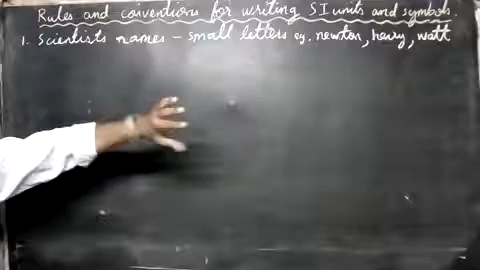 Rules and conventions for writing SI units and symbols.
1. Scientists names - small letters eg. newton, henry, watt